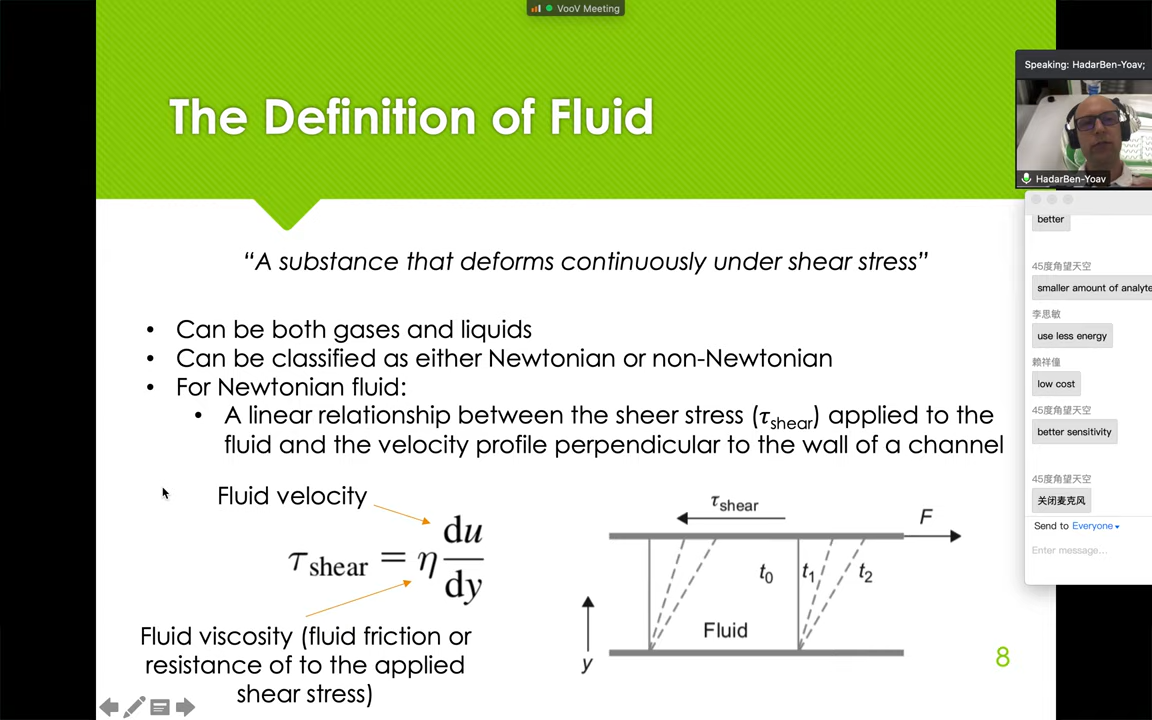 VooV Meeting
The Definition of Fluid
Speaking: HadarBen-Yoav;
HadarBen-Yoav
“A substance that deforms continuously under shear stress”
• Can be both gases and liquids
• Can be classified as either Newtonian or non-Newtonian
• For Newtonian fluid:
• A linear relationship between the sheer stress (τshear) applied to the
fluid and the velocity profile perpendicular to the wall of a channel
Fluid velocity
τshear = η du/dy
Fluid viscosity (fluid friction or
resistance of to the applied
shear stress)
τshear
F
t0
t1
t2
Fluid
y
8
better
45度角望天空
smaller amount of analyte
李思敏
use less energy
赖祥僮
low cost
45度角望天空
better sensitivity
45度角望天空
关闭麦克风
Send to Everyone
Enter message...